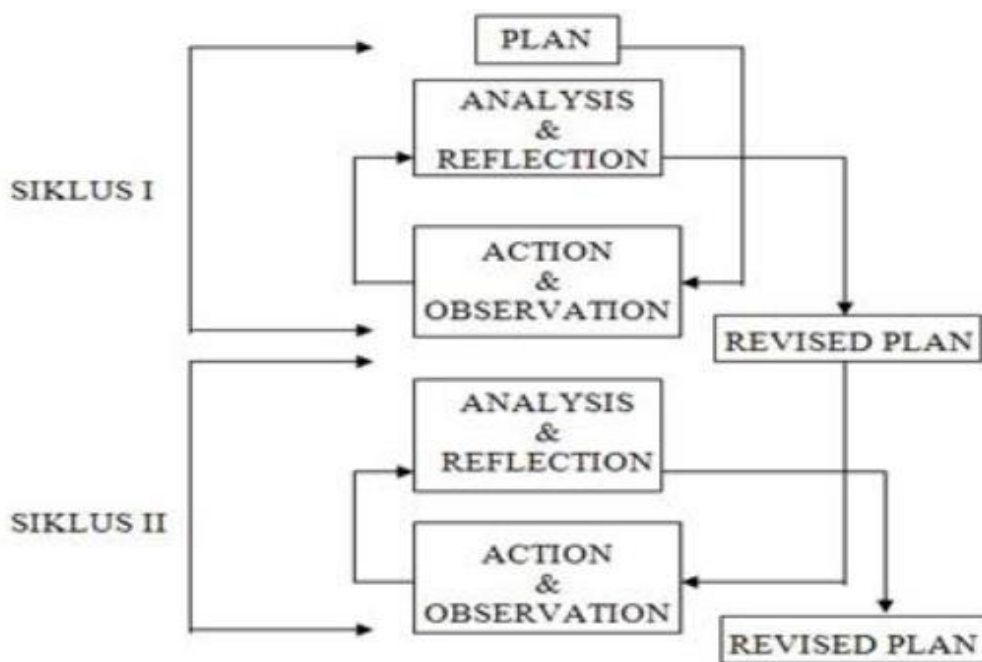 PLAN
ANALYSIS
&
REFLECTION
SIKLUS I
ACTION
&
OBSERVATION
REVISED PLAN
ANALYSIS
&
REFLECTION
SIKLUS II
ACTION
&
OBSERVATION
REVISED PLAN